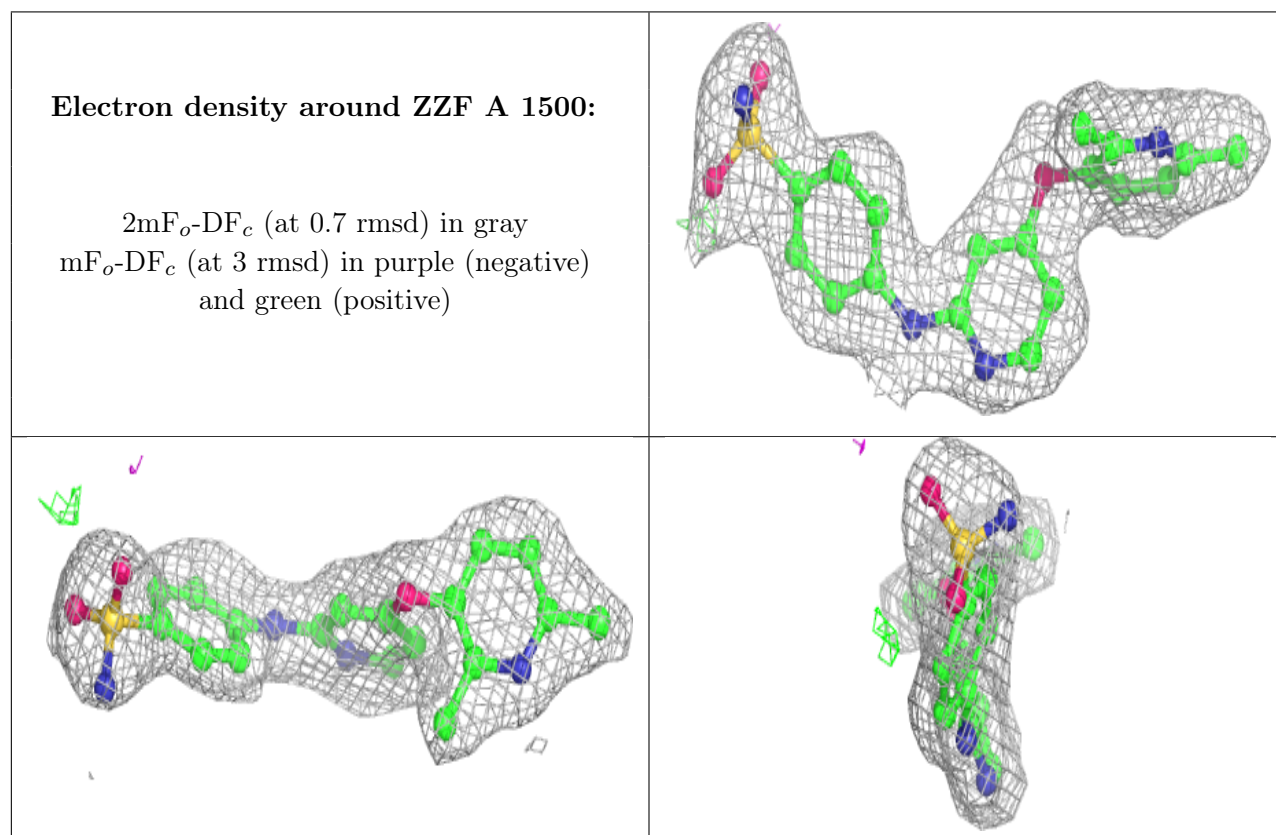 Electron density around ZZF A 1500:
2mFo-DFc (at 0.7 rmsd) in gray
mFo-DFc (at 3 rmsd) in purple (negative)
and green (positive)